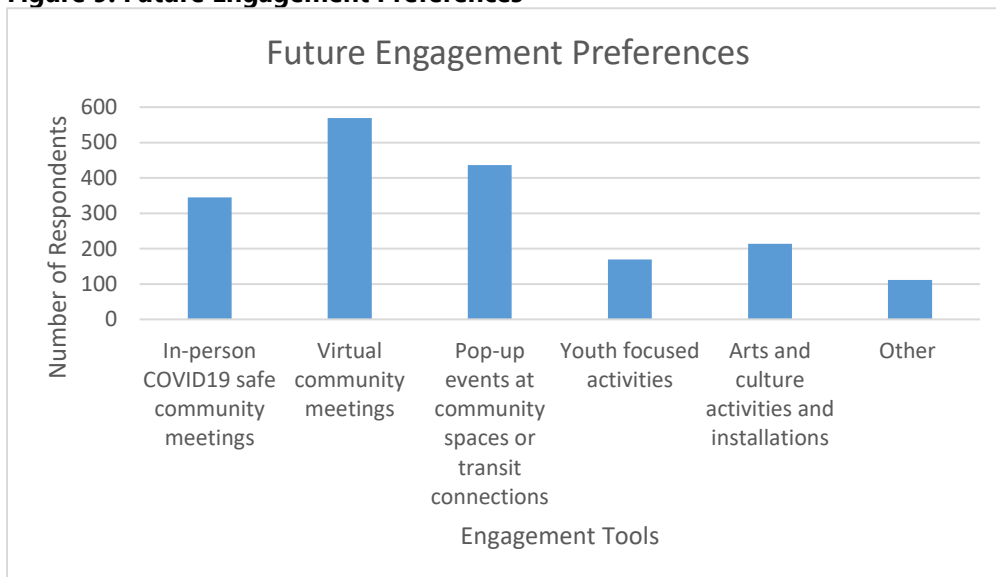 Figure Future Engagement Preferences
Future Engagement Preferences
Number of Respondents
600
500
400
300
200
100
0
In-person
COVID19 safe
community
meetings
Virtual
community
meetings
Pop-up
events at
community
spaces or
transit
connections
Youth focused
activities
Arts and
culture
activities and
installations
Other
Engagement Tools